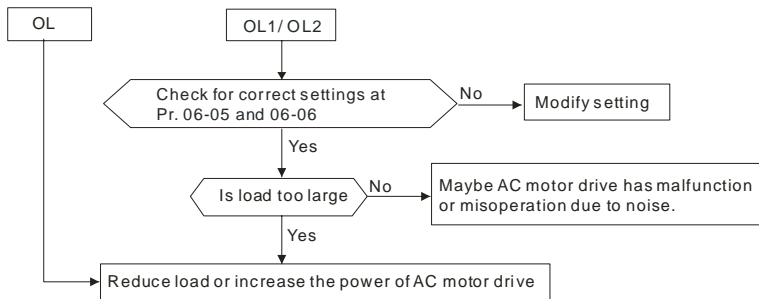 OL
OL1/ OL2
Check for correct settings at
Pr. 06-05 and 06-06
No
Modify setting
Yes
Is load too large
No
Maybe AC motor drive has malfunction
or misoperation due to noise.
Yes
Reduce load or increase the power of AC motor drive